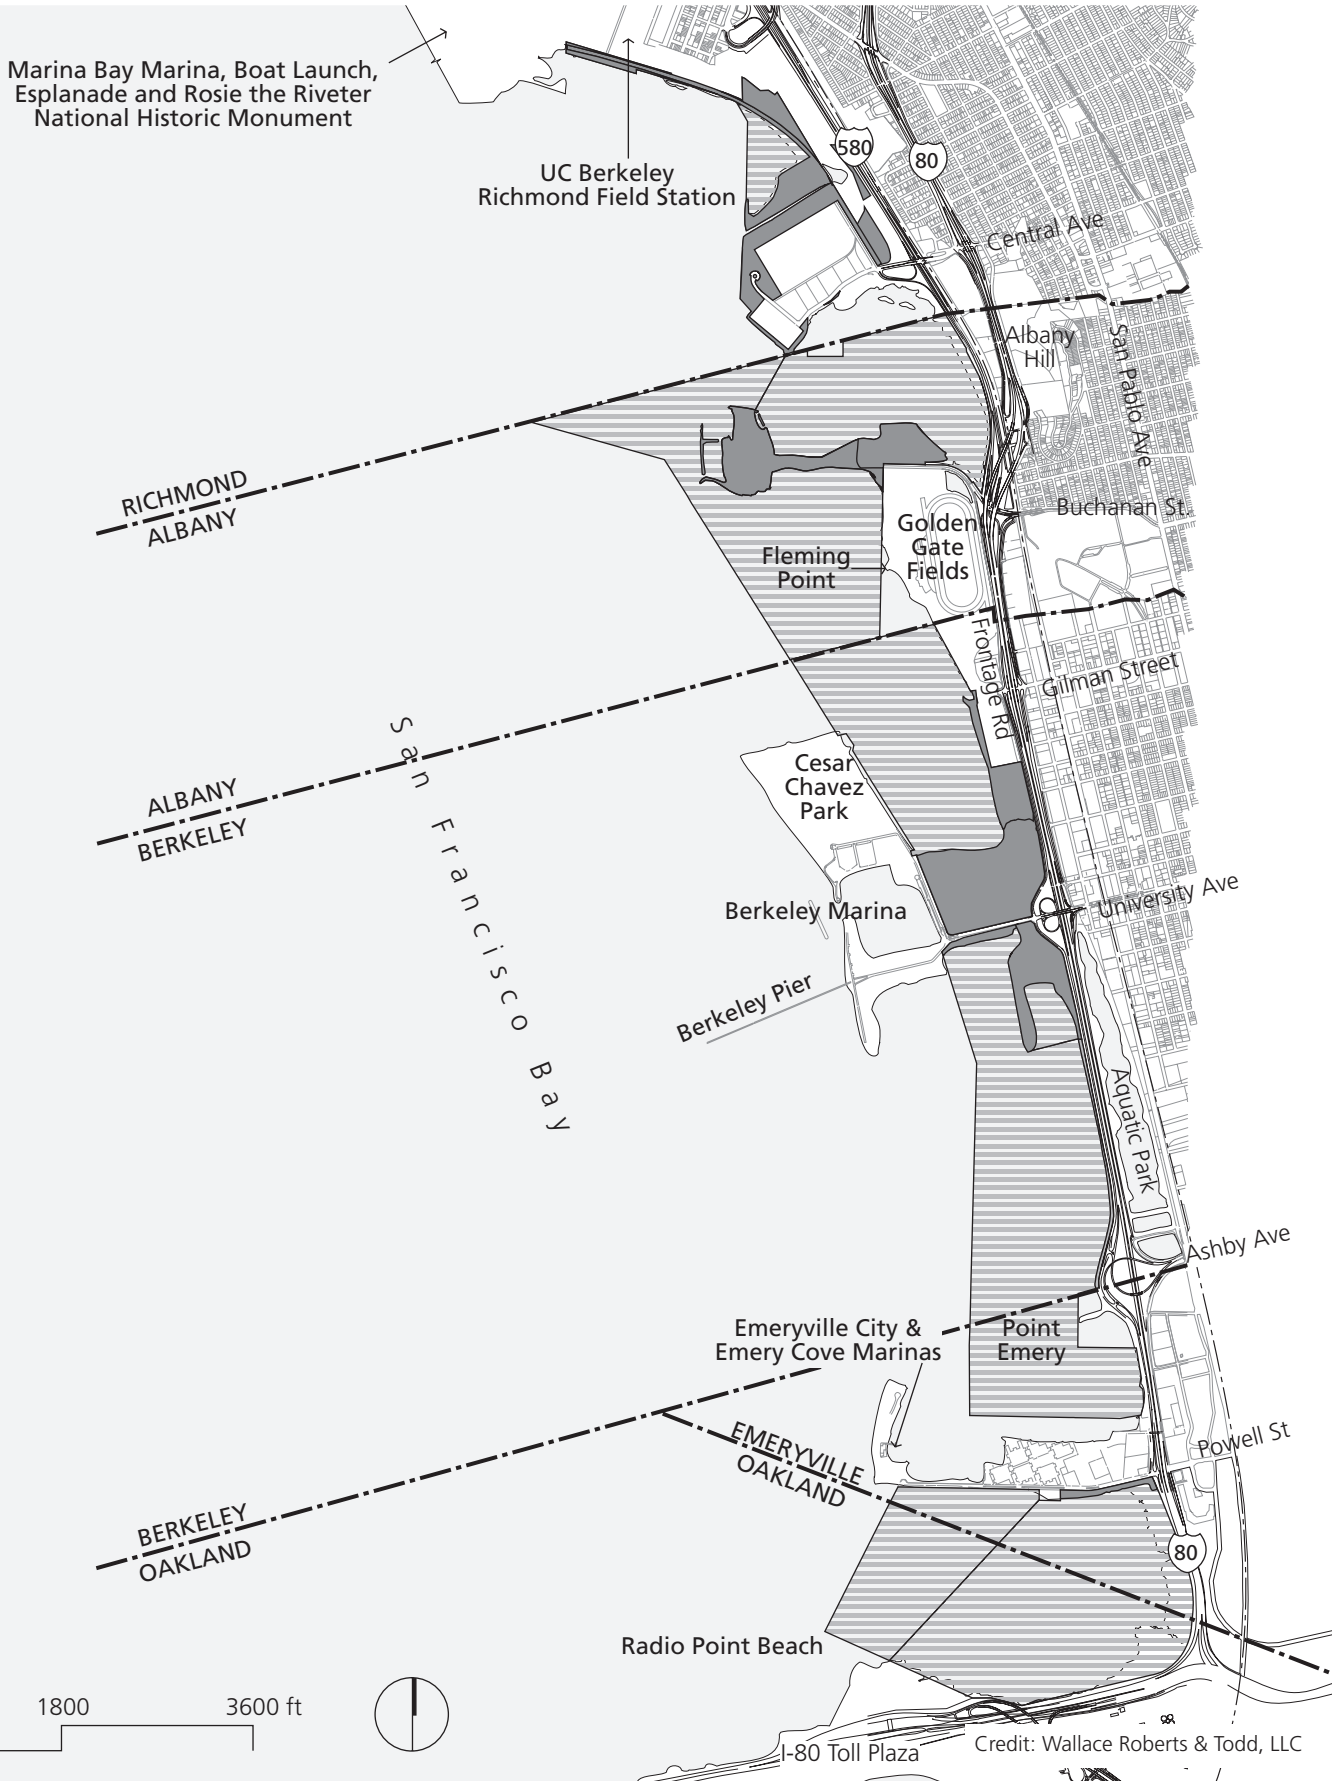 Marina Bay Marina, Boat Launch,
Esplanade and Rosie the Riveter
National Historic Monument
UC Berkeley
Richmond Field Station
580
80
Central Ave
Albany
Hill
San Pablo Ave
RICHMOND
ALBANY
Buchanan St.
Golden
Gate
Fields
Fleming
Point
Frontage Rd
Gilman Street
San Francisco Bay
ALBANY
BERKELEY
Cesar
Chavez
Park
Berkeley Marina
University Ave
Berkeley Pier
Aquatic Park
Ashby Ave
Emeryville City &
Emery Cove Marinas
Point
Emery
EMERYVILLE
OAKLAND
Powell St
BERKELEY
OAKLAND
80
Radio Point Beach
1800
3600 ft
I-80 Toll Plaza
Credit: Wallace Roberts & Todd, LLC